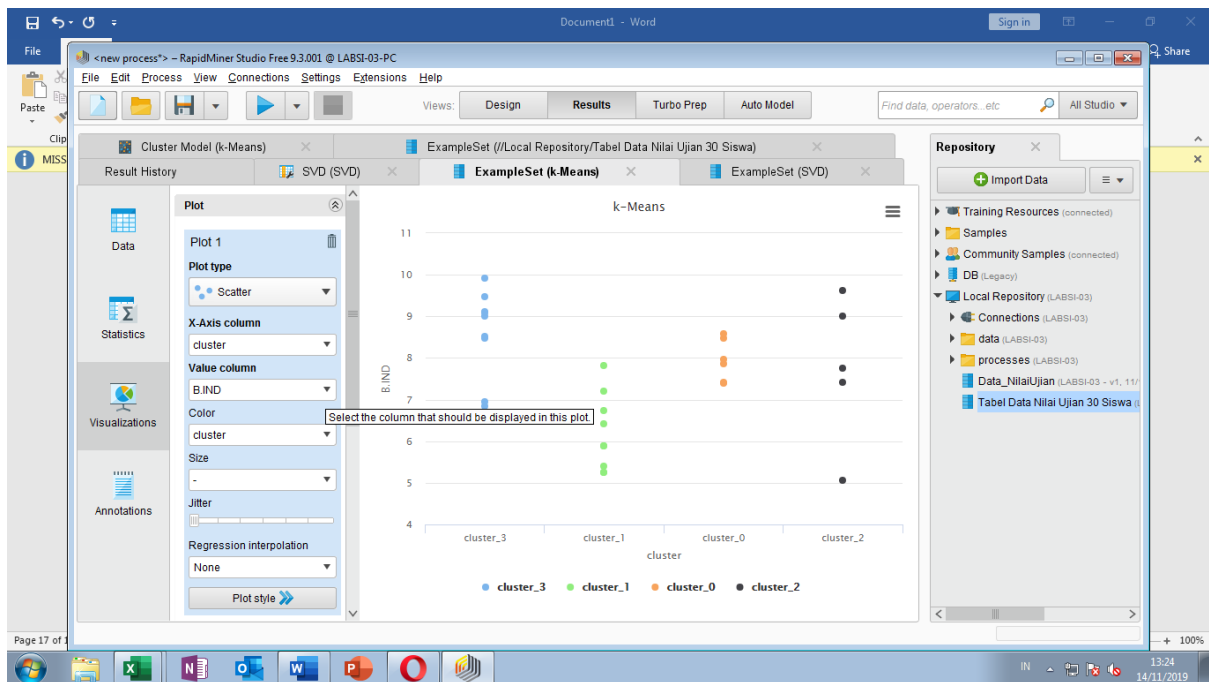 Document1 - Word
Sign in
File
Share
Paste
Clip
MISS
<new process*> – RapidMiner Studio Free 9.3.001 @ LABSI-03-PC
File Edit Process View Connections Settings Extensions Help
Views:
Design
Results
Turbo Prep
Auto Model
Find data, operators...etc
All Studio
Cluster Model (k-Means)
ExampleSet (//Local Repository/Tabel Data Nilai Ujian 30 Siswa)
Result History
SVD (SVD)
ExampleSet (k-Means)
ExampleSet (SVD)
Data
Statistics
Visualizations
Annotations
Plot
Plot 1
Plot type
Scatter
X-Axis column
cluster
Value column
B.IND
Color
cluster
Size
-
Jitter
Regression interpolation
None
Plot style
Select the column that should be displayed in this plot.
k-Means
11
10
9
8
7
6
5
4
B.IND
cluster_3
cluster_1
cluster_0
cluster_2
cluster
cluster_3
cluster_1
cluster_0
cluster_2
Repository
Import Data
Training Resources (connected)
Samples
Community Samples (connected)
DB (Legacy)
Local Repository (LABSI-03)
Connections (LABSI-03)
data (LABSI-03)
processes (LABSI-03)
Data_NilaiUjian (LABSI-03 - v1, 11/
Tabel Data Nilai Ujian 30 Siswa (
Page 17 of 1
100%
IN
13:24
14/11/2019